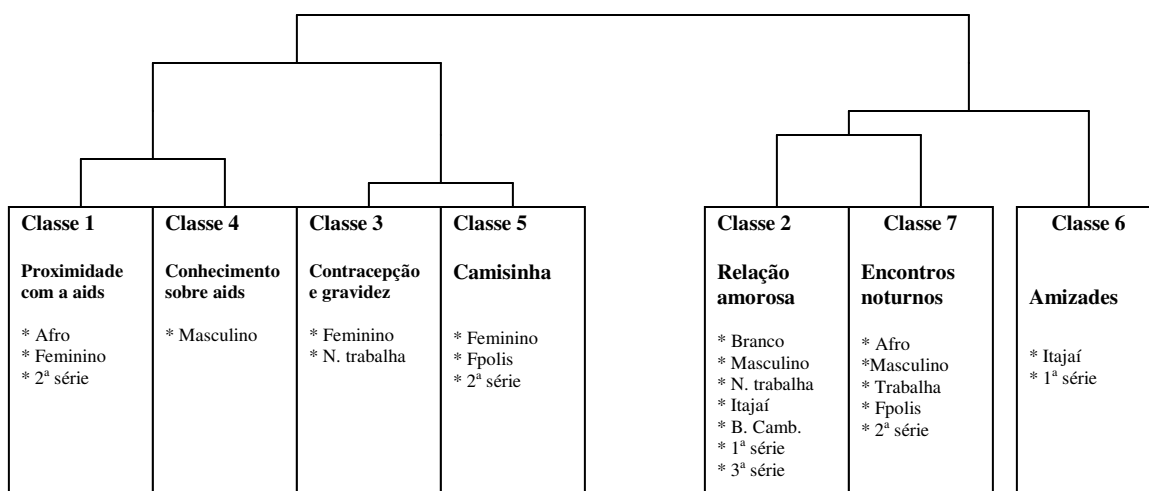 Classe 1
Proximidade
com a aids
* Afro
* Feminino
* 2ª série
Classe 4
Conhecimento
sobre aids
* Masculino
Classe 3
Contracepção
e gravidez
* Feminino
* N. trabalha
Classe 5
Camisinha
* Feminino
* Fpolis
* 2ª série
Classe 2
Relação
amorosa
* Branco
* Masculino
* N. trabalha
* Itajaí
* B. Camb.
* 1ª série
* 3ª série
Classe 7
Encontros
noturnos
* Afro
*Masculino
* Trabalha
* Fpolis
* 2ª série
Classe 6
Amizades
* Itajaí
* 1ª série